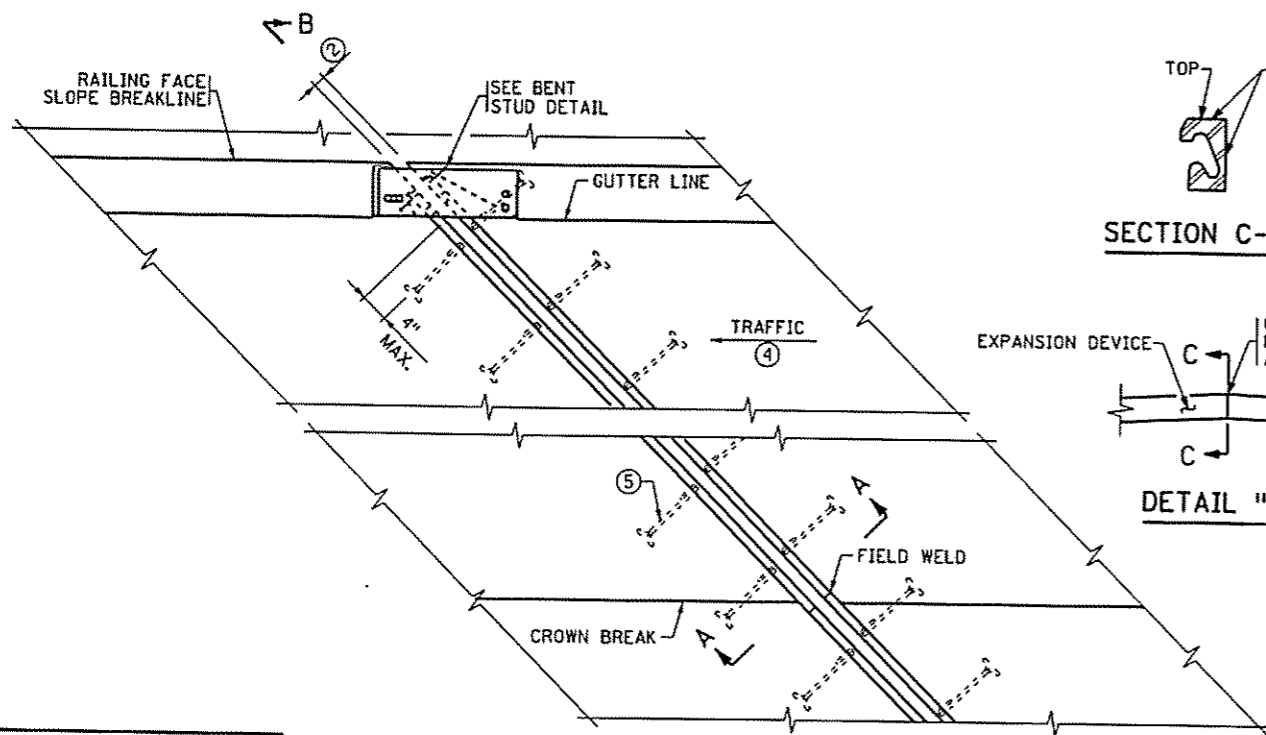 B
2
RAILING FACE
SLOPE BREAKLINE
SEE BENT
STUD DETAIL
GUTTER LINE
4"
MAX.
TRAFFIC
4
5
A
A
FIELD WELD
CROWN BREAK
TOP
SECTION C-
EXPANSION DEVICE
C
C
DETAIL "